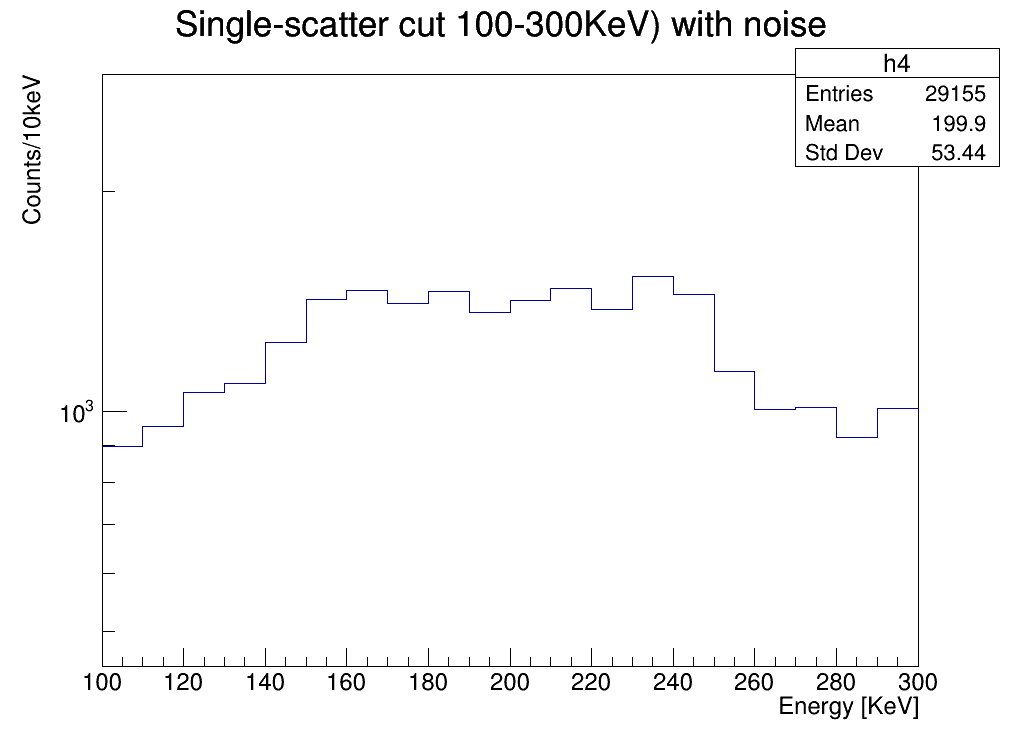 Single-scatter cut 100-300KeV) with noise
h4
Entries 29155
Mean 199.9
Std Dev 53.44
Counts/10keV
10³
100 120 140 160 180 200 220 240 260 280 300
Energy [KeV]